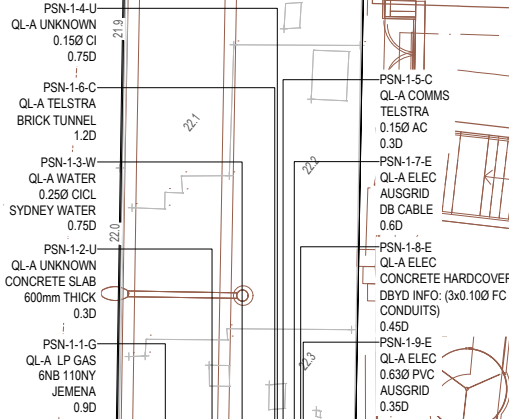 PSN-1-4-U
QL-A UNKNOWN
0.15Ø CI
0.75D
PSN-1-6-C
QL-A TELSTRA
BRICK TUNNEL
1.2D
PSN-1-3-W
QL-A WATER
0.25Ø CICL
SYDNEY WATER
0.75D
PSN-1-2-U
QL-A UNKNOWN
CONCRETE SLAB
600mm THICK
0.3D
PSN-1-1-G
QL-A LP GAS
6NB 110NY
JEMENA
0.9D
21.9
22.0
22.1
22.2
22.3
PSN-1-5-C
QL-A COMMS
TELSTRA
0.15Ø AC
0.3D
PSN-1-7-E
QL-A ELEC
AUSGRID
DB CABLE
0.6D
PSN-1-8-E
QL-A ELEC
CONCRETE HARDCOVER
DBYD INFO: (3x0.10Ø FC
CONDUITS)
0.45D
PSN-1-9-E
QL-A ELEC
0.63Ø PVC
AUSGRID
0.35D